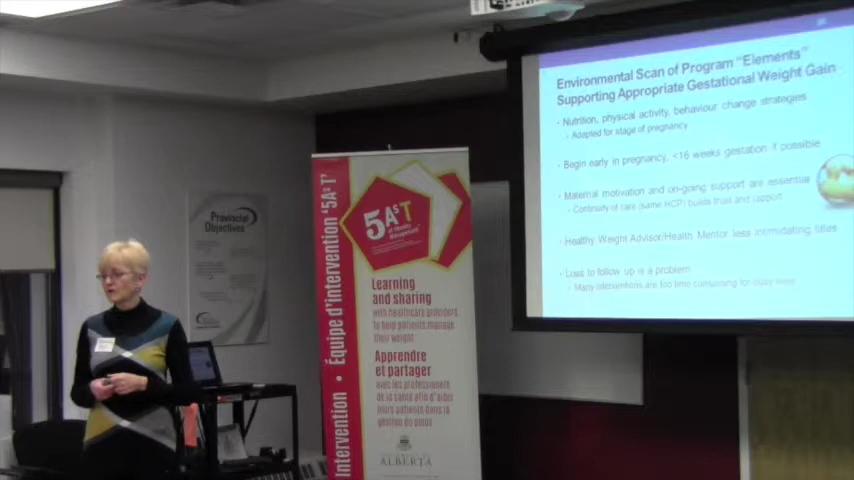 Environmental Scan of Program "Elements"
Supporting Appropriate Gestational Weight Gain
Nutrition, physical activity, behaviour change strategies
Adapted for stage of pregnancy
Begin early in pregnancy, <16 weeks gestation if possible
Maternal motivation and on-going support are essential
Continuity of care (same HCP) builds trust and rapport
Healthy Weight Advisor/Health Mentor less intimidating titles
Loss to follow up is a problem
Many interventions are too time consuming for
Provincial
Objectives
Intervention • Équipe d'intervention '5AsT'
5AsT
of Obesity
Management
Learning
and sharing
with healthcare providers
to help patients manage
their weight
Apprendre
et partager
avec les professionnels
de la santé afin d'aider
leurs patients dans la
gestion du poids
ALBERTA